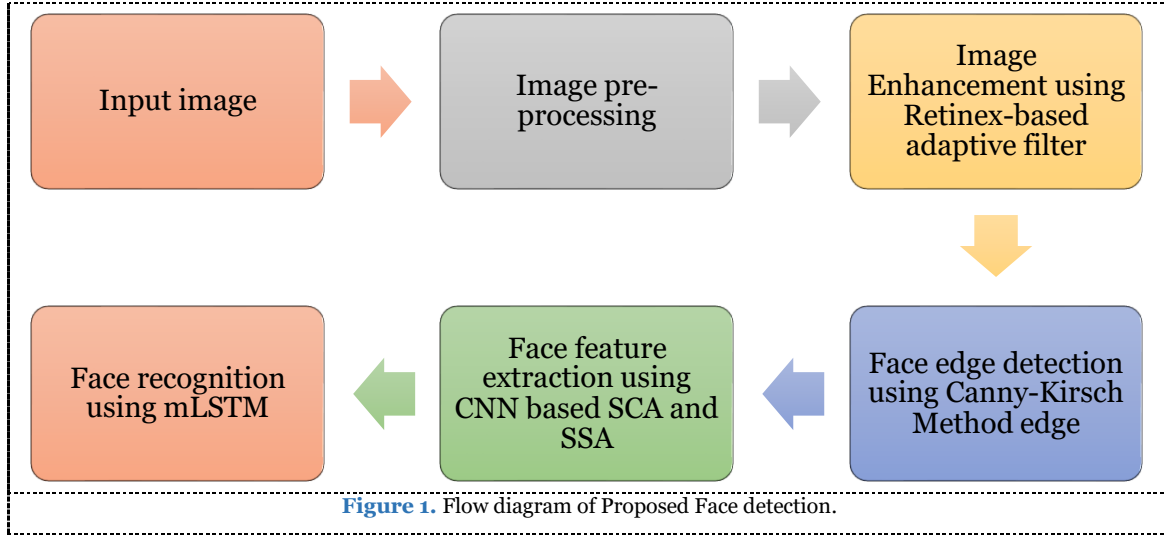 Input image
Image pre-
processing
Image
Enhancement using
Retinex-based
adaptive filter
Face edge detection
using Canny-Kirsch
Method edge
Face feature
extraction using
CNN based SCA and
SSA
Face recognition
using mLSTM
Figure 1. Flow diagram of Proposed Face detection.